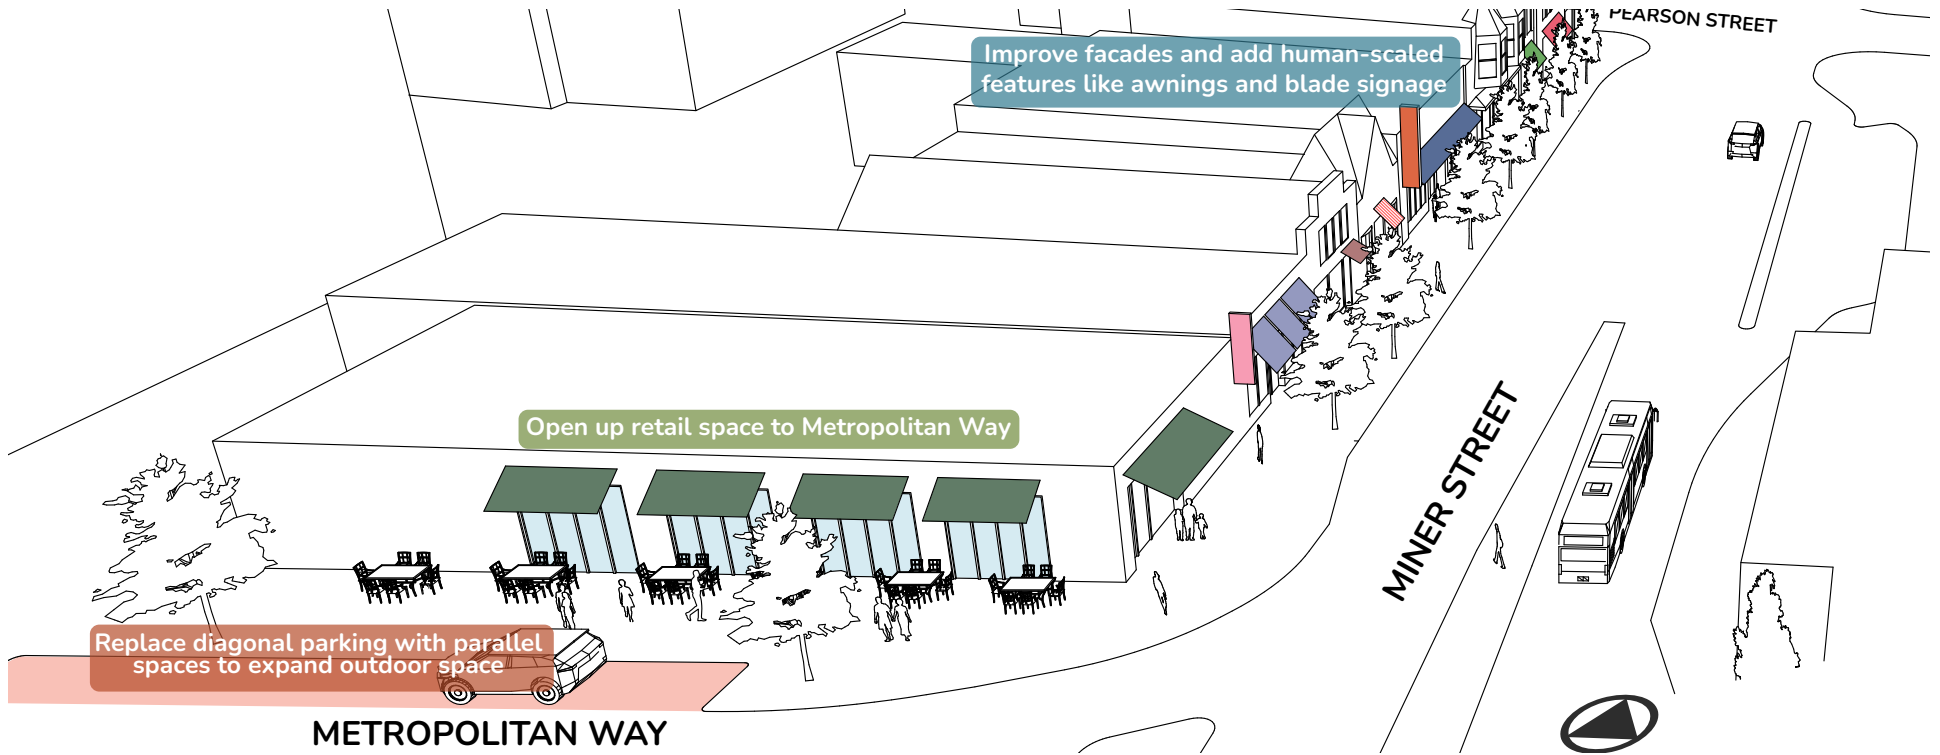 PEARSON STREET
Improve facades and add human-scaled
features like awnings and blade signage
Open up retail space to Metropolitan Way
MINER STREET
Replace diagonal parking with parallel
spaces to expand outdoor space
METROPOLITAN WAY